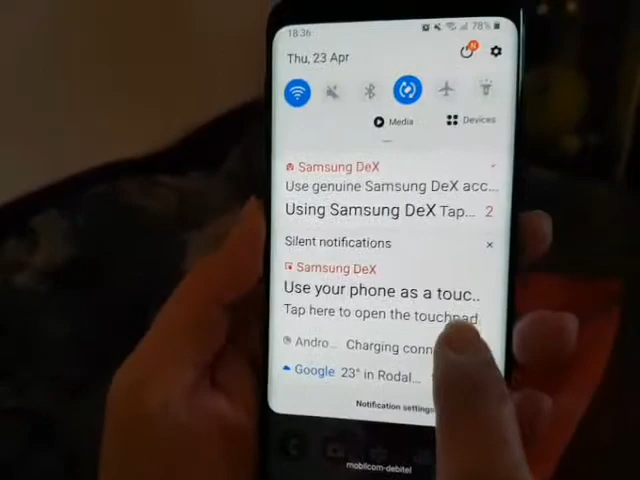 18:36
78%
Thu, 23 Apr
N
Media
Devices
Samsung DeX
Use genuine Samsung DeX acc...
Using Samsung DeX Tap... 2
Silent notifications
Samsung DeX
Use your phone as a touc..
Tap here to open the touchpad.
Andro... Charging conn
Google 23° in Rodal...
Notification settings
mobilcom-debitel